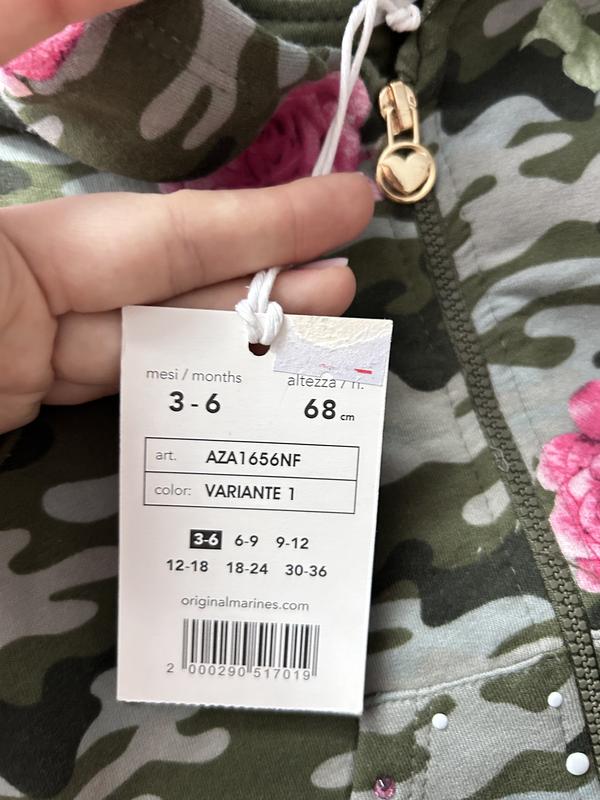 mesi / months
3 - 6
altezza / h.
68 cm
art. AZA1656NF
color: VARIANTE 1
3-6 6-9 9-12
12-18 18-24 30-36
originalmarines.com
2 000290 517019